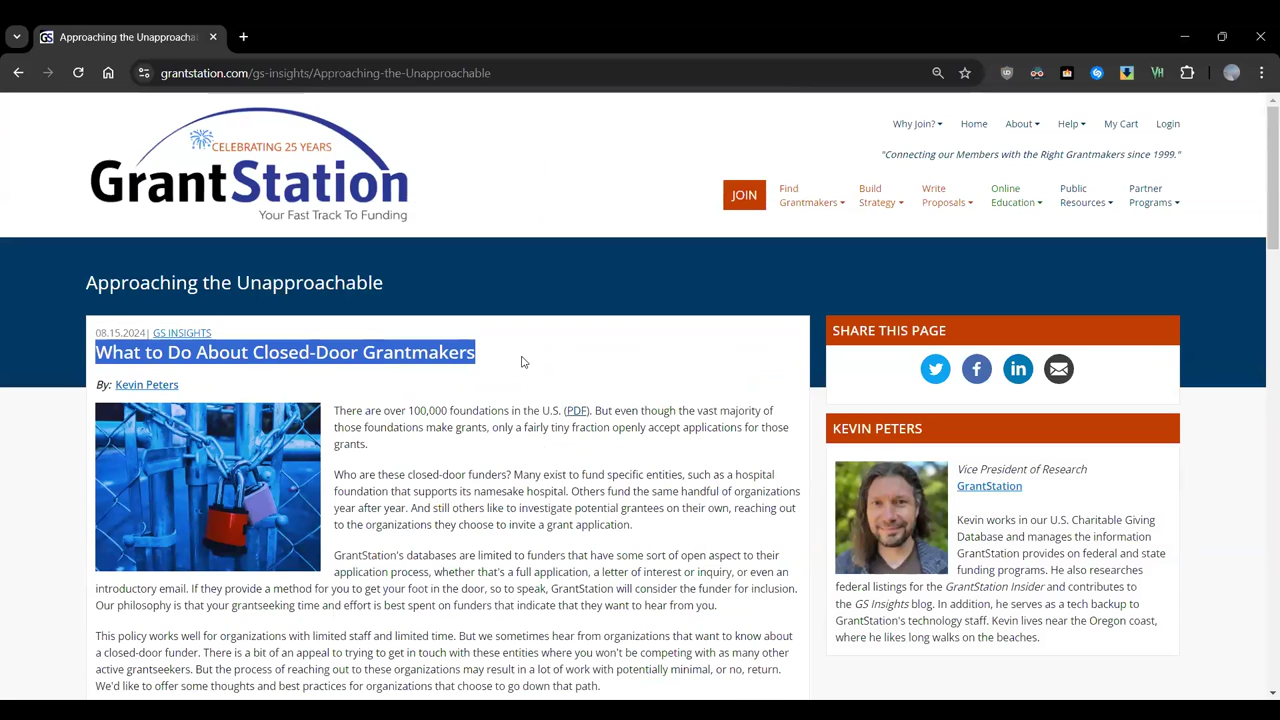 GS Approaching the Unapproacha
grantstation.com/gs-insights/Approaching-the-Unapproachable
CELEBRATING 25 YEARS
GrantStation
Your Fast Track To Funding
Why Join? Home About Help My Cart Login
"Connecting our Members with the Right Grantmakers since 1999."
JOIN
Find Grantmakers
Build Strategy
Write Proposals
Online Education
Public Resources
Partner Programs
Approaching the Unapproachable
08.15.2024| GS INSIGHTS
What to Do About Closed-Door Grantmakers
By: Kevin Peters
There are over 100,000 foundations in the U.S. (PDF). But even though the vast majority of
those foundations make grants, only a fairly tiny fraction openly accept applications for those
grants.
Who are these closed-door funders? Many exist to fund specific entities, such as a hospital
foundation that supports its namesake hospital. Others fund the same handful of organizations
year after year. And still others like to investigate potential grantees on their own, reaching out
to the organizations they choose to invite a grant application.
GrantStation's databases are limited to funders that have some sort of open aspect to their
application process, whether that's a full application, a letter of interest or inquiry, or even an
introductory email. If they provide a method for you to get your foot in the door, so to speak, GrantStation will consider the funder for inclusion.
Our philosophy is that your grantseeking time and effort is best spent on funders that indicate that they want to hear from you.
This policy works well for organizations with limited staff and limited time. But we sometimes hear from organizations that want to know about
a closed-door funder. There is a bit of an appeal to trying to get in touch with these entities where you won't be competing with as many other
active grantseekers. But the process of reaching out to these organizations may result in a lot of work with potentially minimal, or no, return.
We'd like to offer some thoughts and best practices for organizations that choose to go down that path.
SHARE THIS PAGE
KEVIN PETERS
Vice President of Research
GrantStation
Kevin works in our U.S. Charitable Giving
Database and manages the information
GrantStation provides on federal and state
funding programs. He also researches
federal listings for the GrantStation Insider and contributes to
the GS Insights blog. In addition, he serves as a tech backup to
GrantStation's technology staff. Kevin lives near the Oregon coast,
where he likes long walks on the beaches.